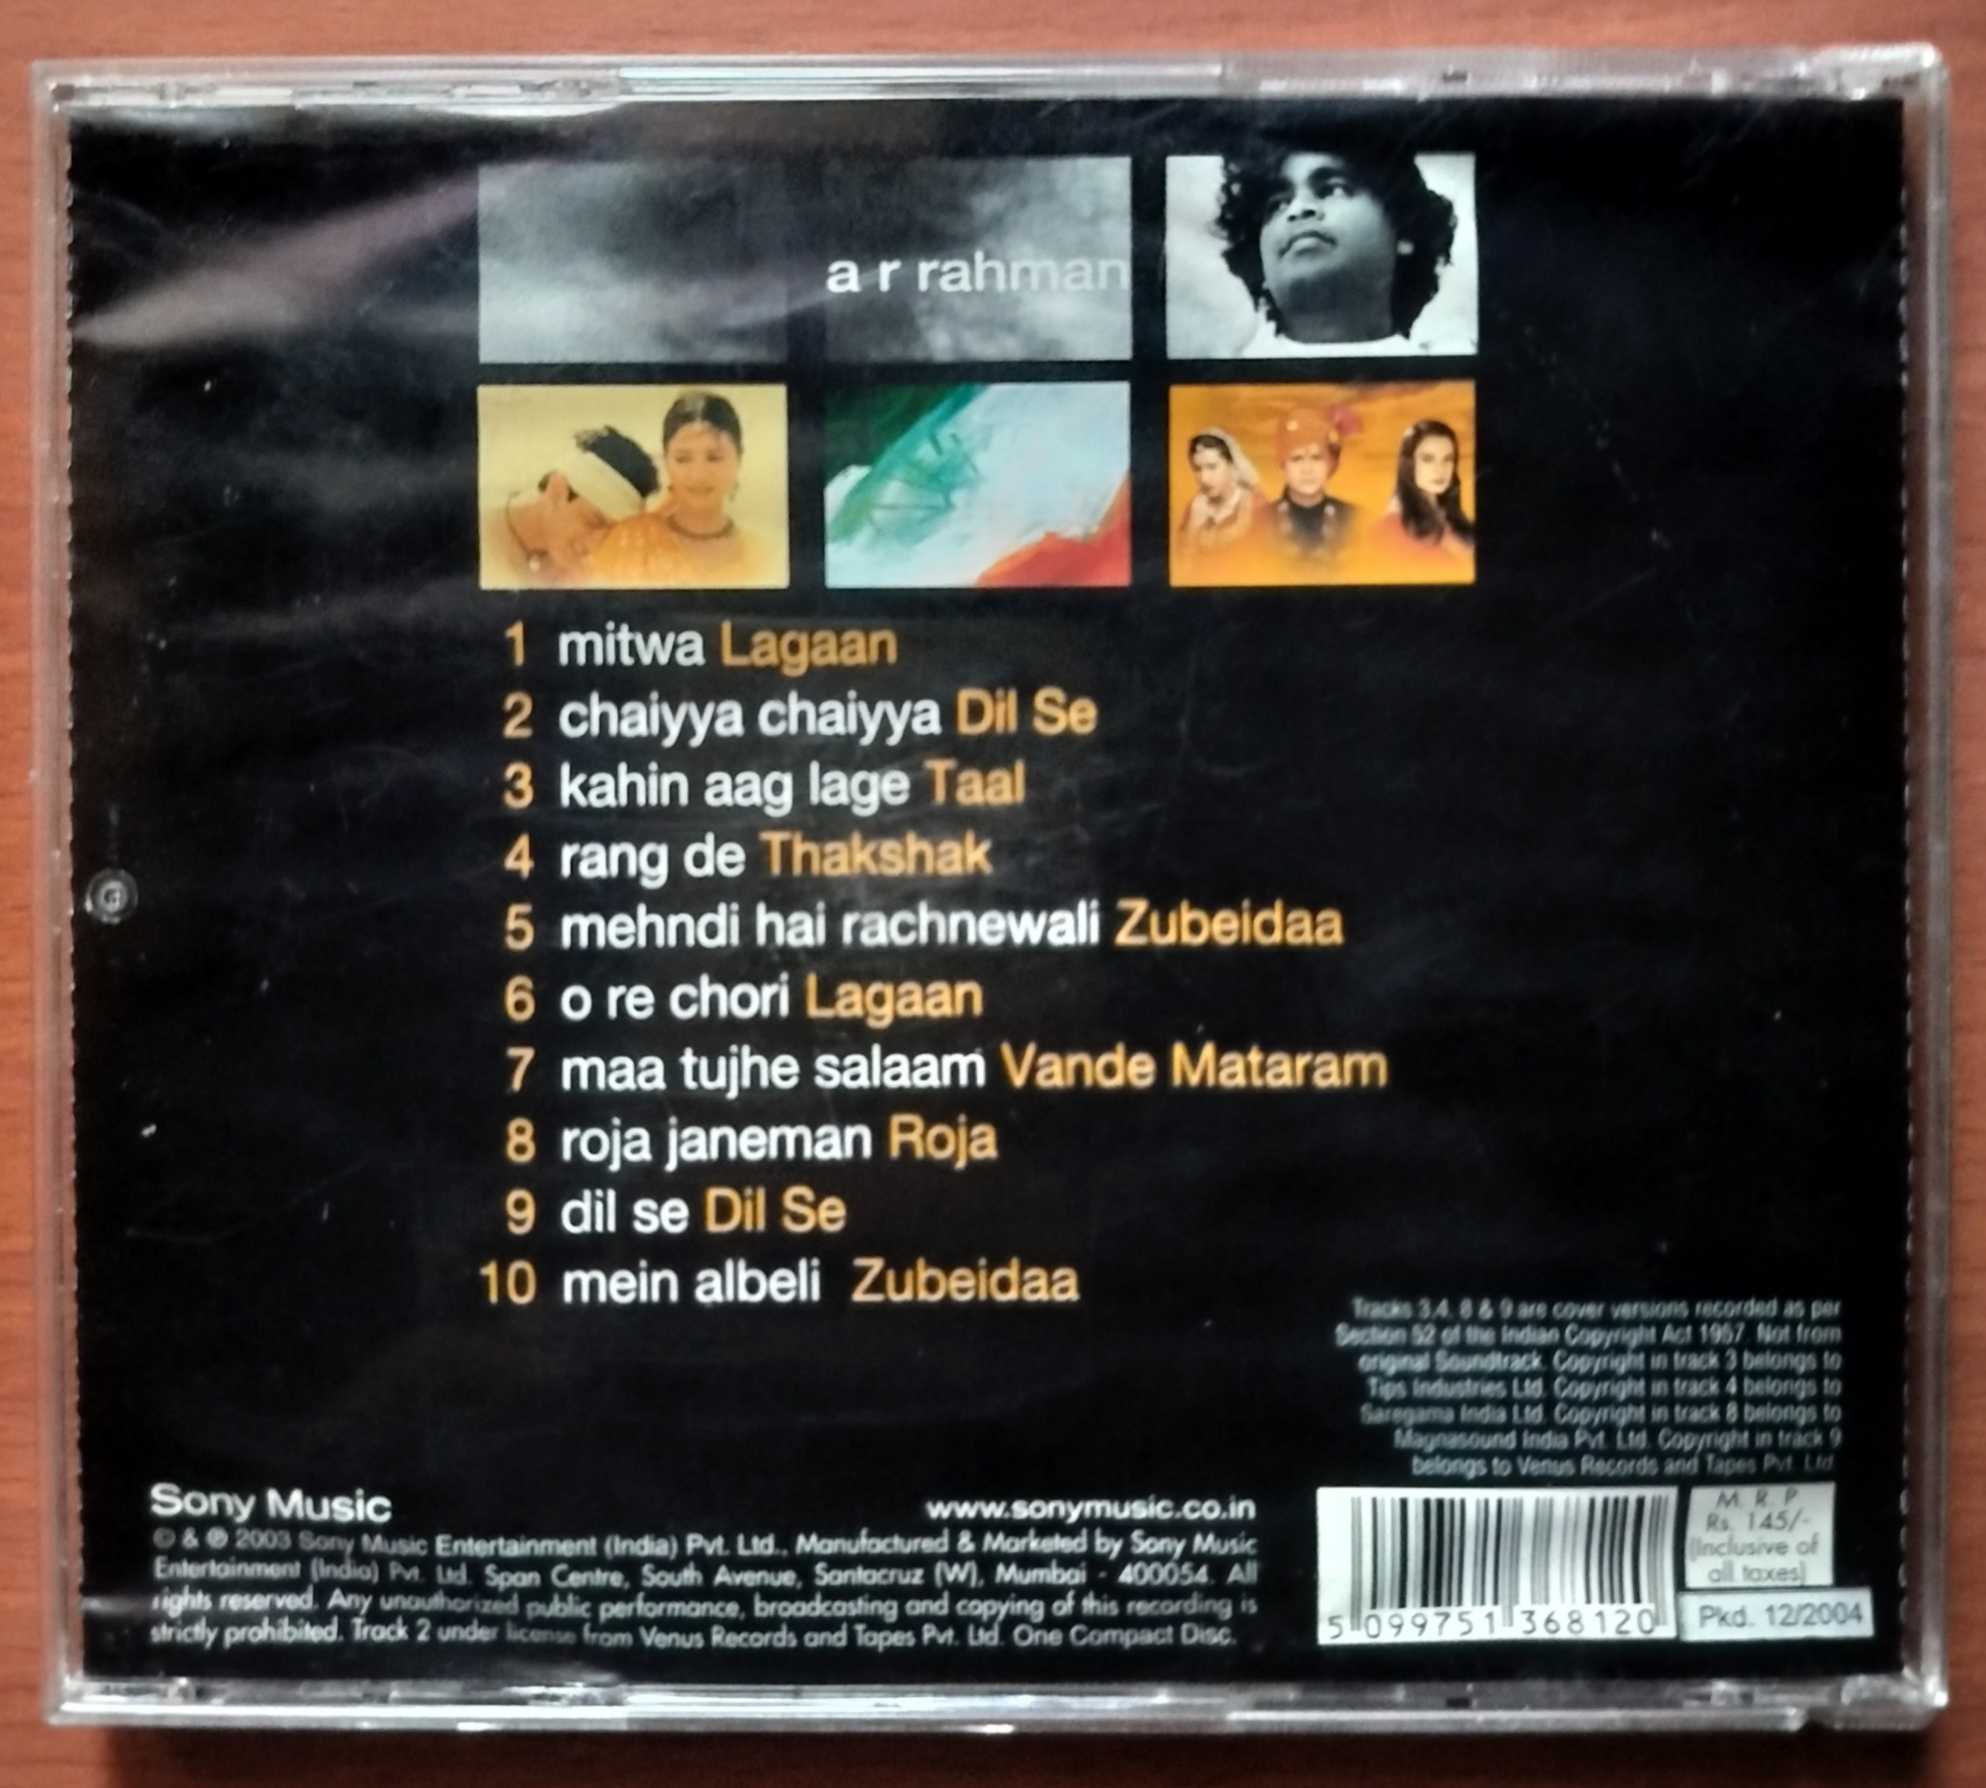 a r rahman
1 mitwa Lagaan
2 chaiyya chaiyya Dil Se
3 kahin aag lage Taal
4 rang de Thakshak
5 mehndi hai rachnewali Zubeidaa
6 o re chori Lagaan
7 maa tujhe salaam Vande Mataram
8 roja janeman Roja
9 dil se Dil Se
10 mein albeli Zubeidaa
Tracks 3,4, 8 & 9 are cover versions recorded as per
Section 52 of the Indian Copyright Act 1957. Not from
original Soundtrack. Copyright in track 3 belongs to
Tips Industries Ltd. Copyright in track 4 belongs to
Saregama India Ltd. Copyright in track 8 belongs to
Magnasound India Pvt. Ltd. Copyright in track 9
belongs to Venus Records and Tapes Pvt. Ltd
Sony Music
www.sonymusic.co.in
© & ℗ 2003 Sony Music Entertainment (India) Pvt. Ltd., Manufactured & Marketed by Sony Music
Entertainment (India) Pvt. Ltd. Span Centre, South Avenue, Santacruz (W), Mumbai - 400054. All
rights reserved. Any unauthorized public performance, broadcasting and copying of this recording is
strictly prohibited. Track 2 under license from Venus Records and Tapes Pvt. Ltd. One Compact Disc.
5 099751 368120
M. R. P.
Rs. 145/-
(Inclusive of
all taxes)
Pkd. 12/2004